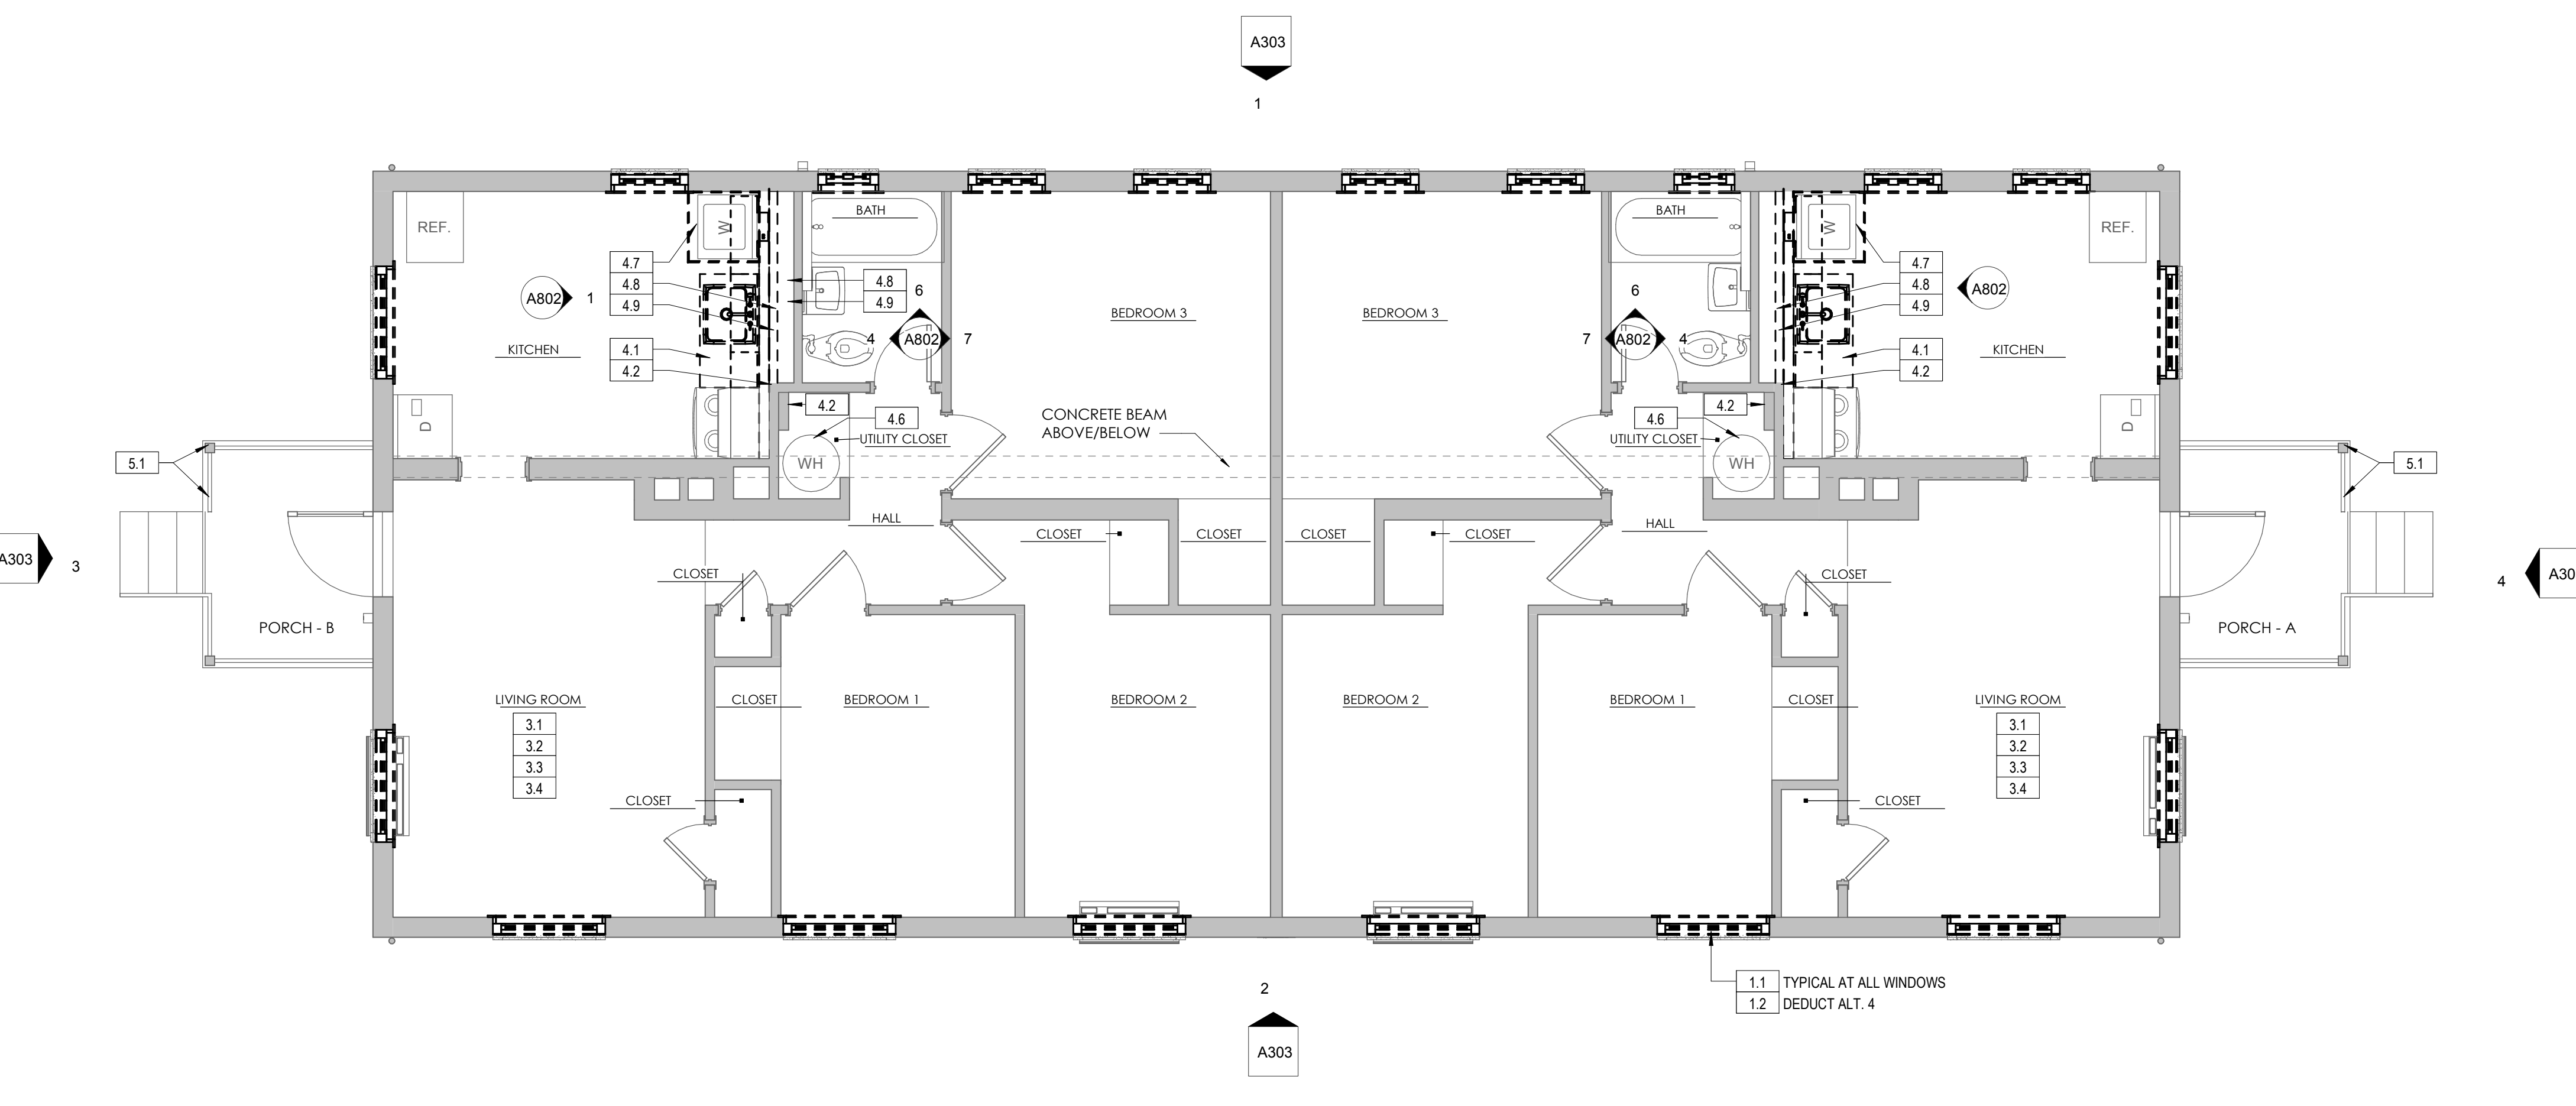 A303
1
BATH
BATH
REF.
W
W
REF.
4.7
4.8
4.9
4.8
4.9
6
6
4.7
4.8
4.9
A802
1
A802
BEDROOM 3
BEDROOM 3
4
A802
7
7
A802
4
KITCHEN
4.1
4.2
4.1
4.2
KITCHEN
4.2
4.6
CONCRETE BEAM
ABOVE/BELOW
4.6
4.2
D
UTILITY CLOSET
UTILITY CLOSET
D
5.1
WH
WH
5.1
HALL
HALL
CLOSET
CLOSET
CLOSET
CLOSET
A303
3
CLOSET
CLOSET
4
A30
PORCH - B
PORCH - A
LIVING ROOM
CLOSET
BEDROOM 1
BEDROOM 2
BEDROOM 2
BEDROOM 1
CLOSET
LIVING ROOM
3.1
3.2
3.3
3.4
3.1
3.2
3.3
3.4
CLOSET
CLOSET
1.1 TYPICAL AT ALL WINDOWS
1.2 DEDUCT ALT. 4
2
A303